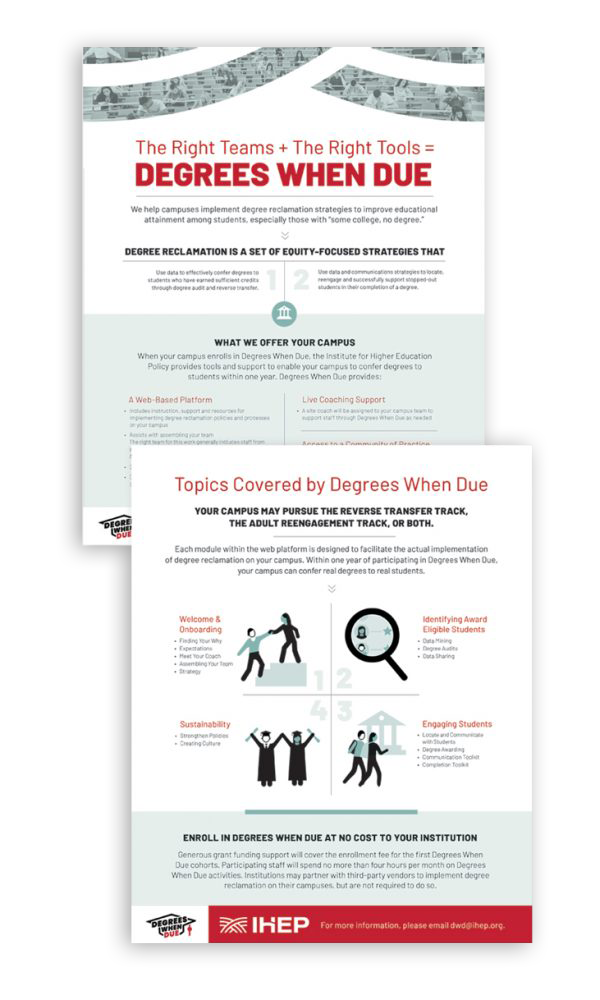 The Right Teams + The Right Tools =
DEGREES WHEN DUE
We help campuses implement degree reclamation strategies to improve educational
attainment among students, especially those with “some college, no degree.”
DEGREE RECLAMATION IS A SET OF EQUITY-FOCUSED STRATEGIES THAT
Use data to effectively confer degrees to
students who have earned sufficient credits
through degree audit and reverse transfer.
1
2
Use data and communications strategies to locate,
reengage and successfully support stopped-out
students in their completion of a degree.
WHAT WE OFFER YOUR CAMPUS
When your campus enrolls in Degrees When Due, the Institute for Higher Education
Policy provides tools and support to enable your campus to confer degrees to
students within one year. Degrees When Due provides:
A Web-Based Platform
• Includes instruction, support and resources for
implementing degree reclamation policies and processes
on your campus
• Assists with assembling your team
The right team for this work generally includes staff from
Live Coaching Support
• A site coach will be assigned to your campus team to
support staff through Degrees When Due as needed
Access to a Community of Practice
DEGREES
WHEN
DUE
Topics Covered by Degrees When Due
YOUR CAMPUS MAY PURSUE THE REVERSE TRANSFER TRACK,
THE ADULT REENGAGEMENT TRACK, OR BOTH.
Each module within the web platform is designed to facilitate the actual implementation
of degree reclamation on your campus. Within one year of participating in Degrees When Due,
your campus can confer real degrees to real students.
Welcome &
Onboarding
• Finding Your Why
• Expectations
• Meet Your Coach
• Assembling Your Team
• Strategy
1
2
Identifying Award
Eligible Students
• Data Mining
• Degree Audits
• Data Sharing
Sustainability
• Strengthen Policies
• Creating Culture
4
3
Engaging Students
• Locate and Communicate
with Students
• Degree Awarding
• Communication Toolkit
• Completion Toolkit
ENROLL IN DEGREES WHEN DUE AT NO COST TO YOUR INSTITUTION
Generous grant funding support will cover the enrollment fee for the first Degrees When
Due cohorts. Participating staff will spend no more than four hours per month on Degrees
When Due activities. Institutions may partner with third-party vendors to implement degree
reclamation on their campuses, but are not required to do so.
DEGREES
WHEN
DUE
IHEP
For more information, please email dwd@ihep.org.